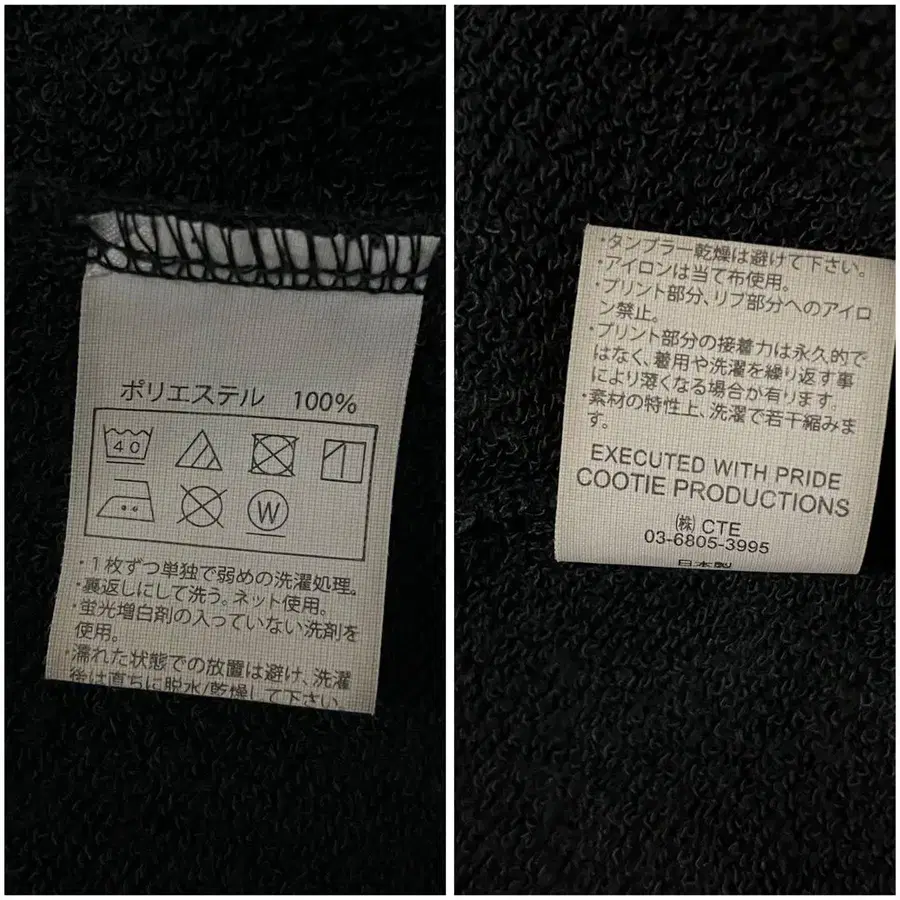 ポリエステル 100%
40
W
・1枚ずつ単独で弱めの洗濯処理。
・裏返しにして洗う。ネット使用。
・蛍光増白剤の入っていない洗剤を
使用。
・濡れた状態での放置は避け、洗濯
後は直ちに脱水/乾燥して下さい。
・タンブラー乾燥は避けて下さい。
・アイロンは当て布使用。
・プリント部分、リブ部分へのアイロ
ン禁止。
・プリント部分の接着力は永久的で
はなく、着用や洗濯を繰り返す事
により薄くなる場合が有ります。
・素材の特性上、洗濯で若干縮みま
す。
EXECUTED WITH PRIDE
COOTIE PRODUCTIONS
㈱ CTE
03-6805-3995
日本製